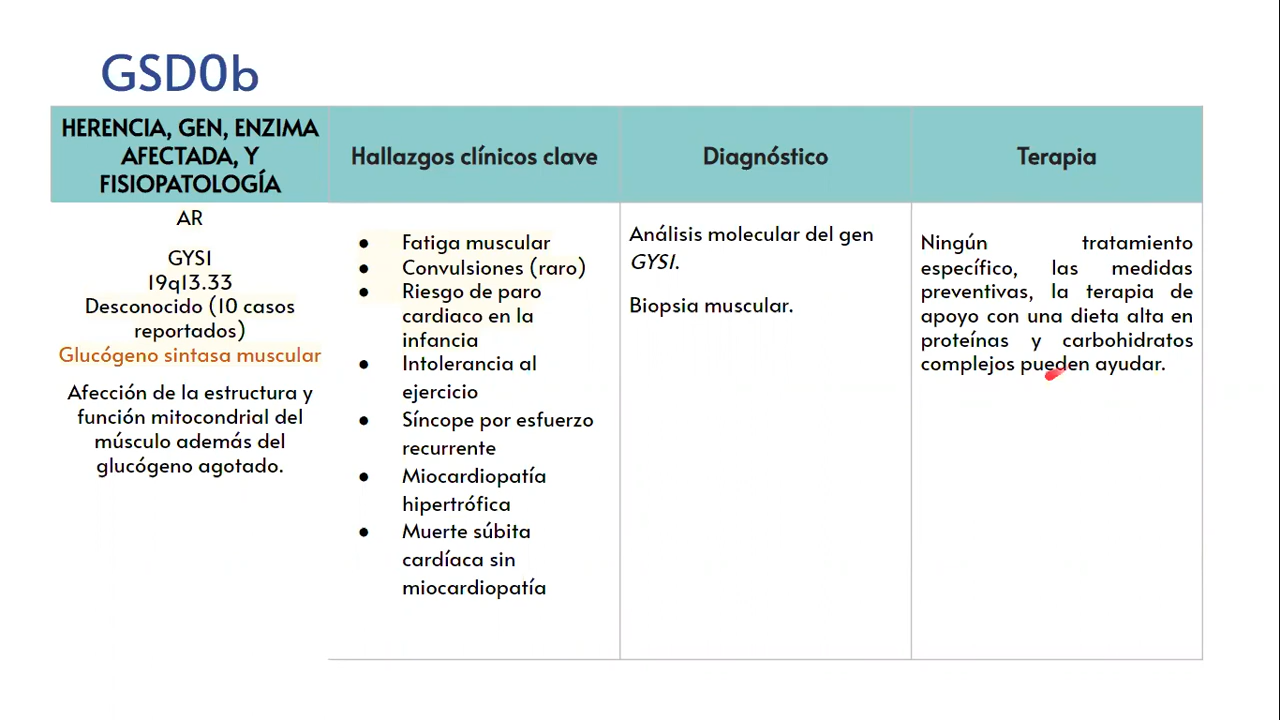 GSD0b
HERENCIA, GEN, ENZIMA
AFECTADA, Y
FISIOPATOLOGÍA
Hallazgos clínicos clave
Diagnóstico
Terapia
AR
GYS1
19q13.33
Desconocido (10 casos
reportados)
Glucógeno sintasa muscular
Afección de la estructura y
función mitocondrial del
músculo además del
glucógeno agotado.
● Fatiga muscular
● Convulsiones (raro)
● Riesgo de paro
cardiaco en la
infancia
● Intolerancia al
ejercicio
● Síncope por esfuerzo
recurrente
● Miocardiopatía
hipertrófica
● Muerte súbita
cardíaca sin
miocardiopatía
Análisis molecular del gen
GYS1.
Biopsia muscular.
Ningún tratamiento
específico, las medidas
preventivas, la terapia de
apoyo con una dieta alta en
proteínas y carbohidratos
complejos pueden ayudar.